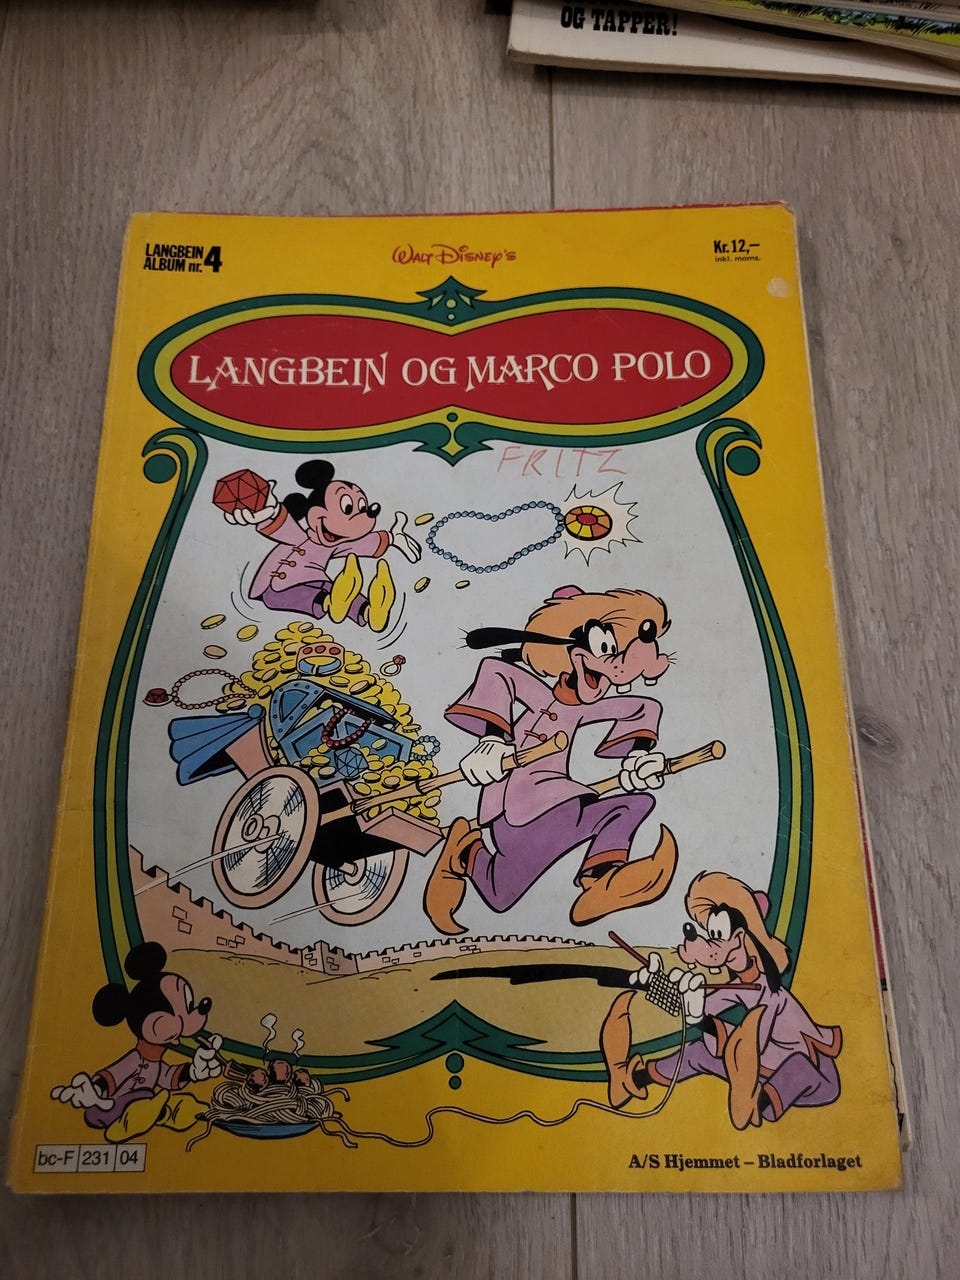 OG TAPPER!
LANGBEIN
ALBUM nr. 4
WALT DISNEY'S
Kr. 12,–
inkl. moms.
LANGBEIN OG MARCO POLO
FRITZ
bc-F 231 04
A/S Hjemmet – Bladforlaget